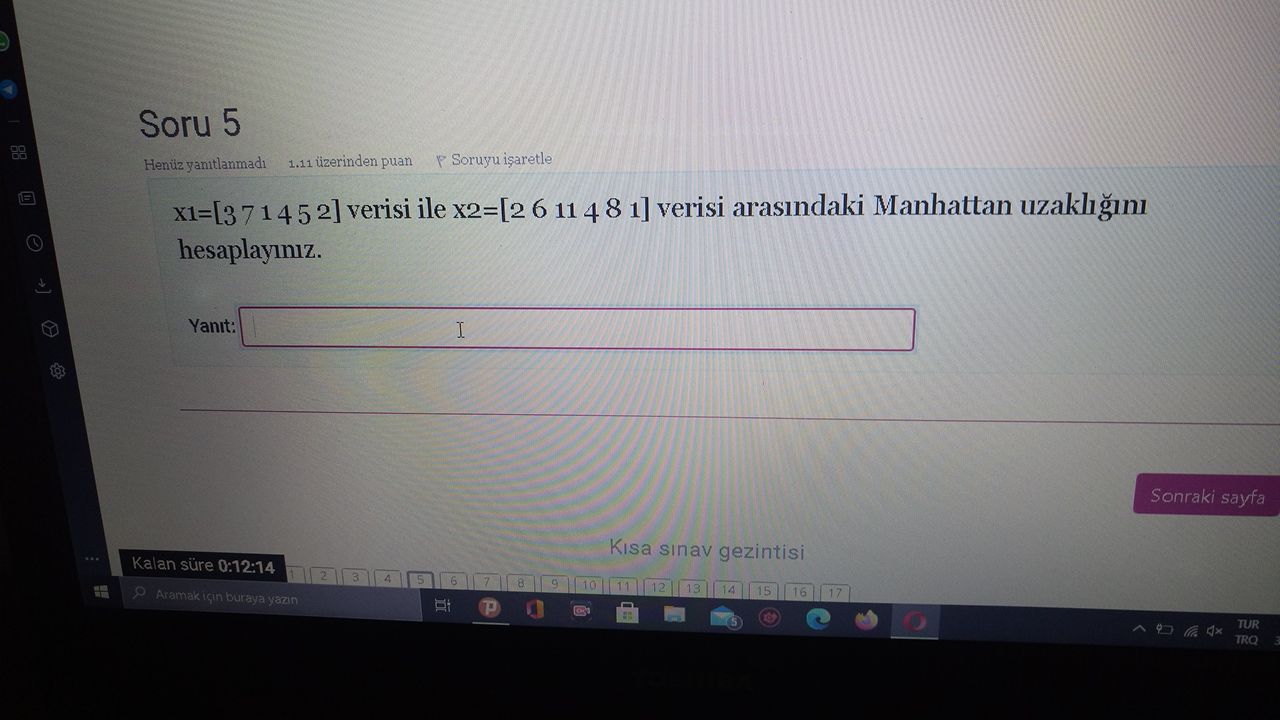 Soru 5
Henüz yanıtlanmadı 1.11 üzerinden puan Soruyu işaretle
x1=[3 7 1 4 5 2] verisi ile x2=[2 6 11 4 8 1] verisi arasındaki Manhattan uzaklığını
hesaplayınız.
Yanıt:
Sonraki sayfa
Kısa sınav gezintisi
Kalan süre 0:12:14
2 3 4 5 6 7 8 9 10 11 12 13 14 15 16 17
Aramak için buraya yazın
5
TUR
TRQ